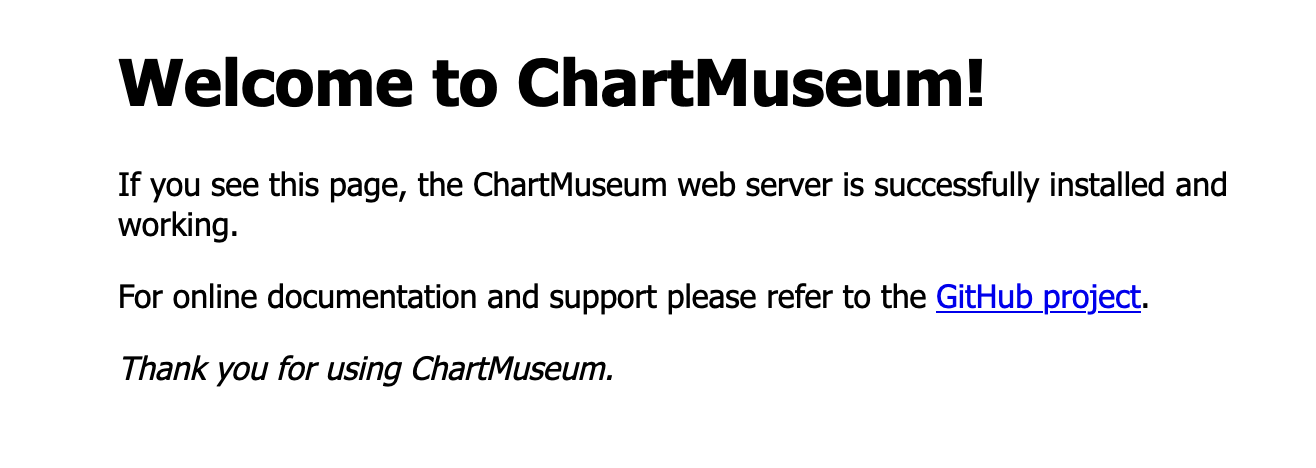 Welcome to ChartMuseum!
If you see this page, the ChartMuseum web server is successfully installed and
working.
For online documentation and support please refer to the GitHub project.
Thank you for using ChartMuseum.